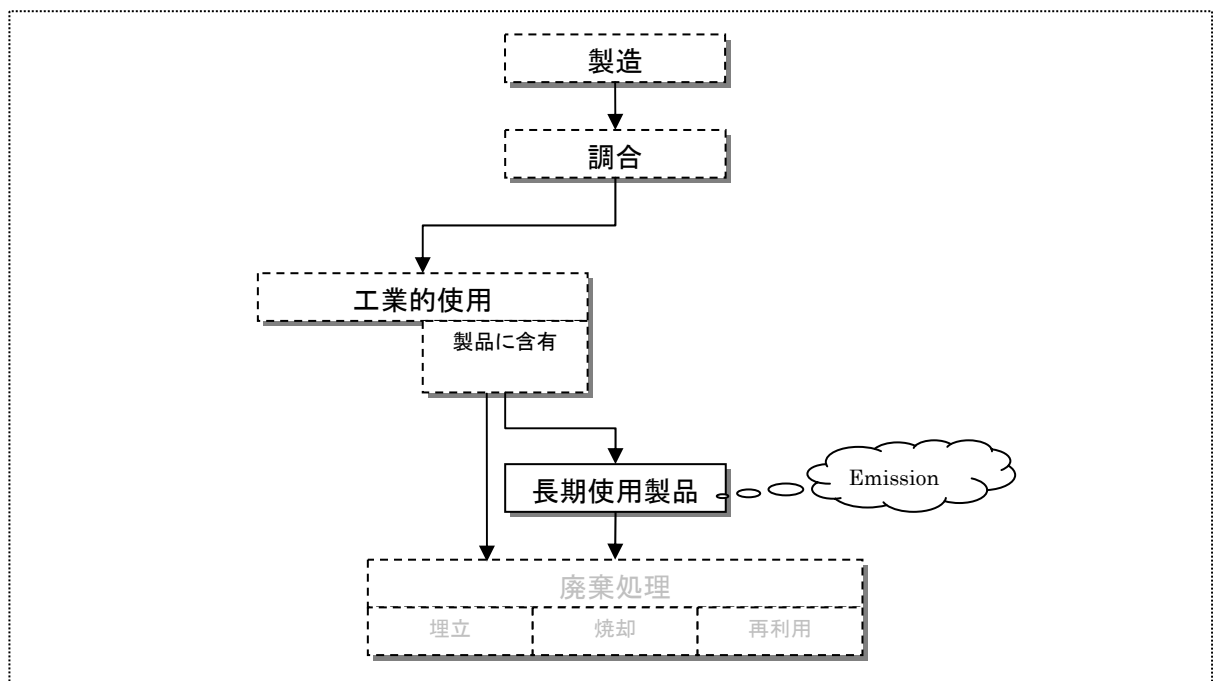 製造
調合
工業的使用
製品に含有
Emission
長期使用製品
廃棄処理
埋立
焼却
再利用